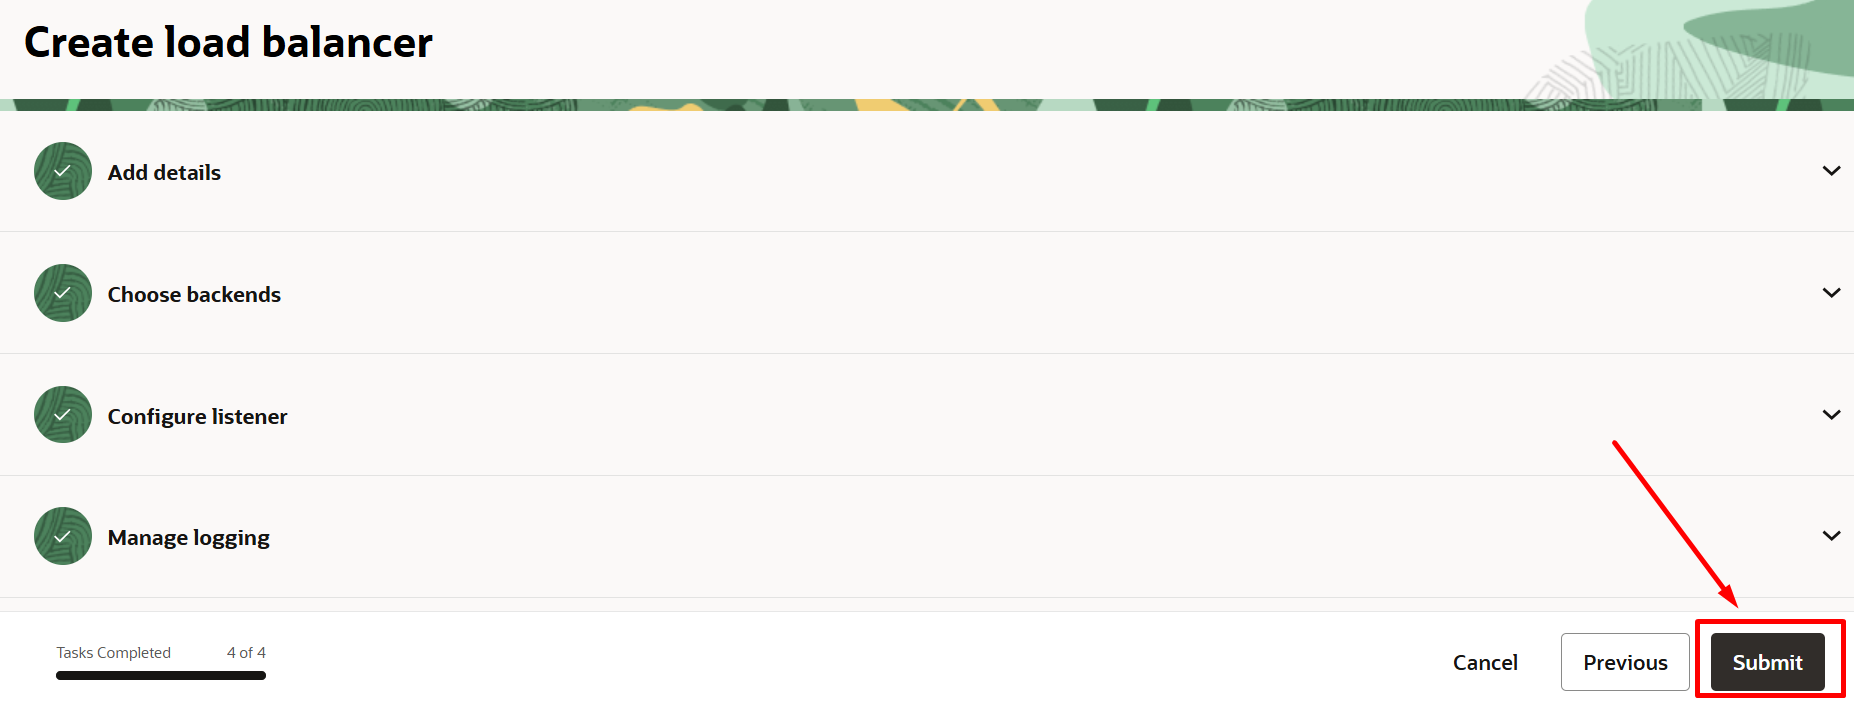 Create load balancer
Add details
Choose backends
Configure listener
Manage logging
Tasks Completed 4 of 4
Cancel
Previous
Submit